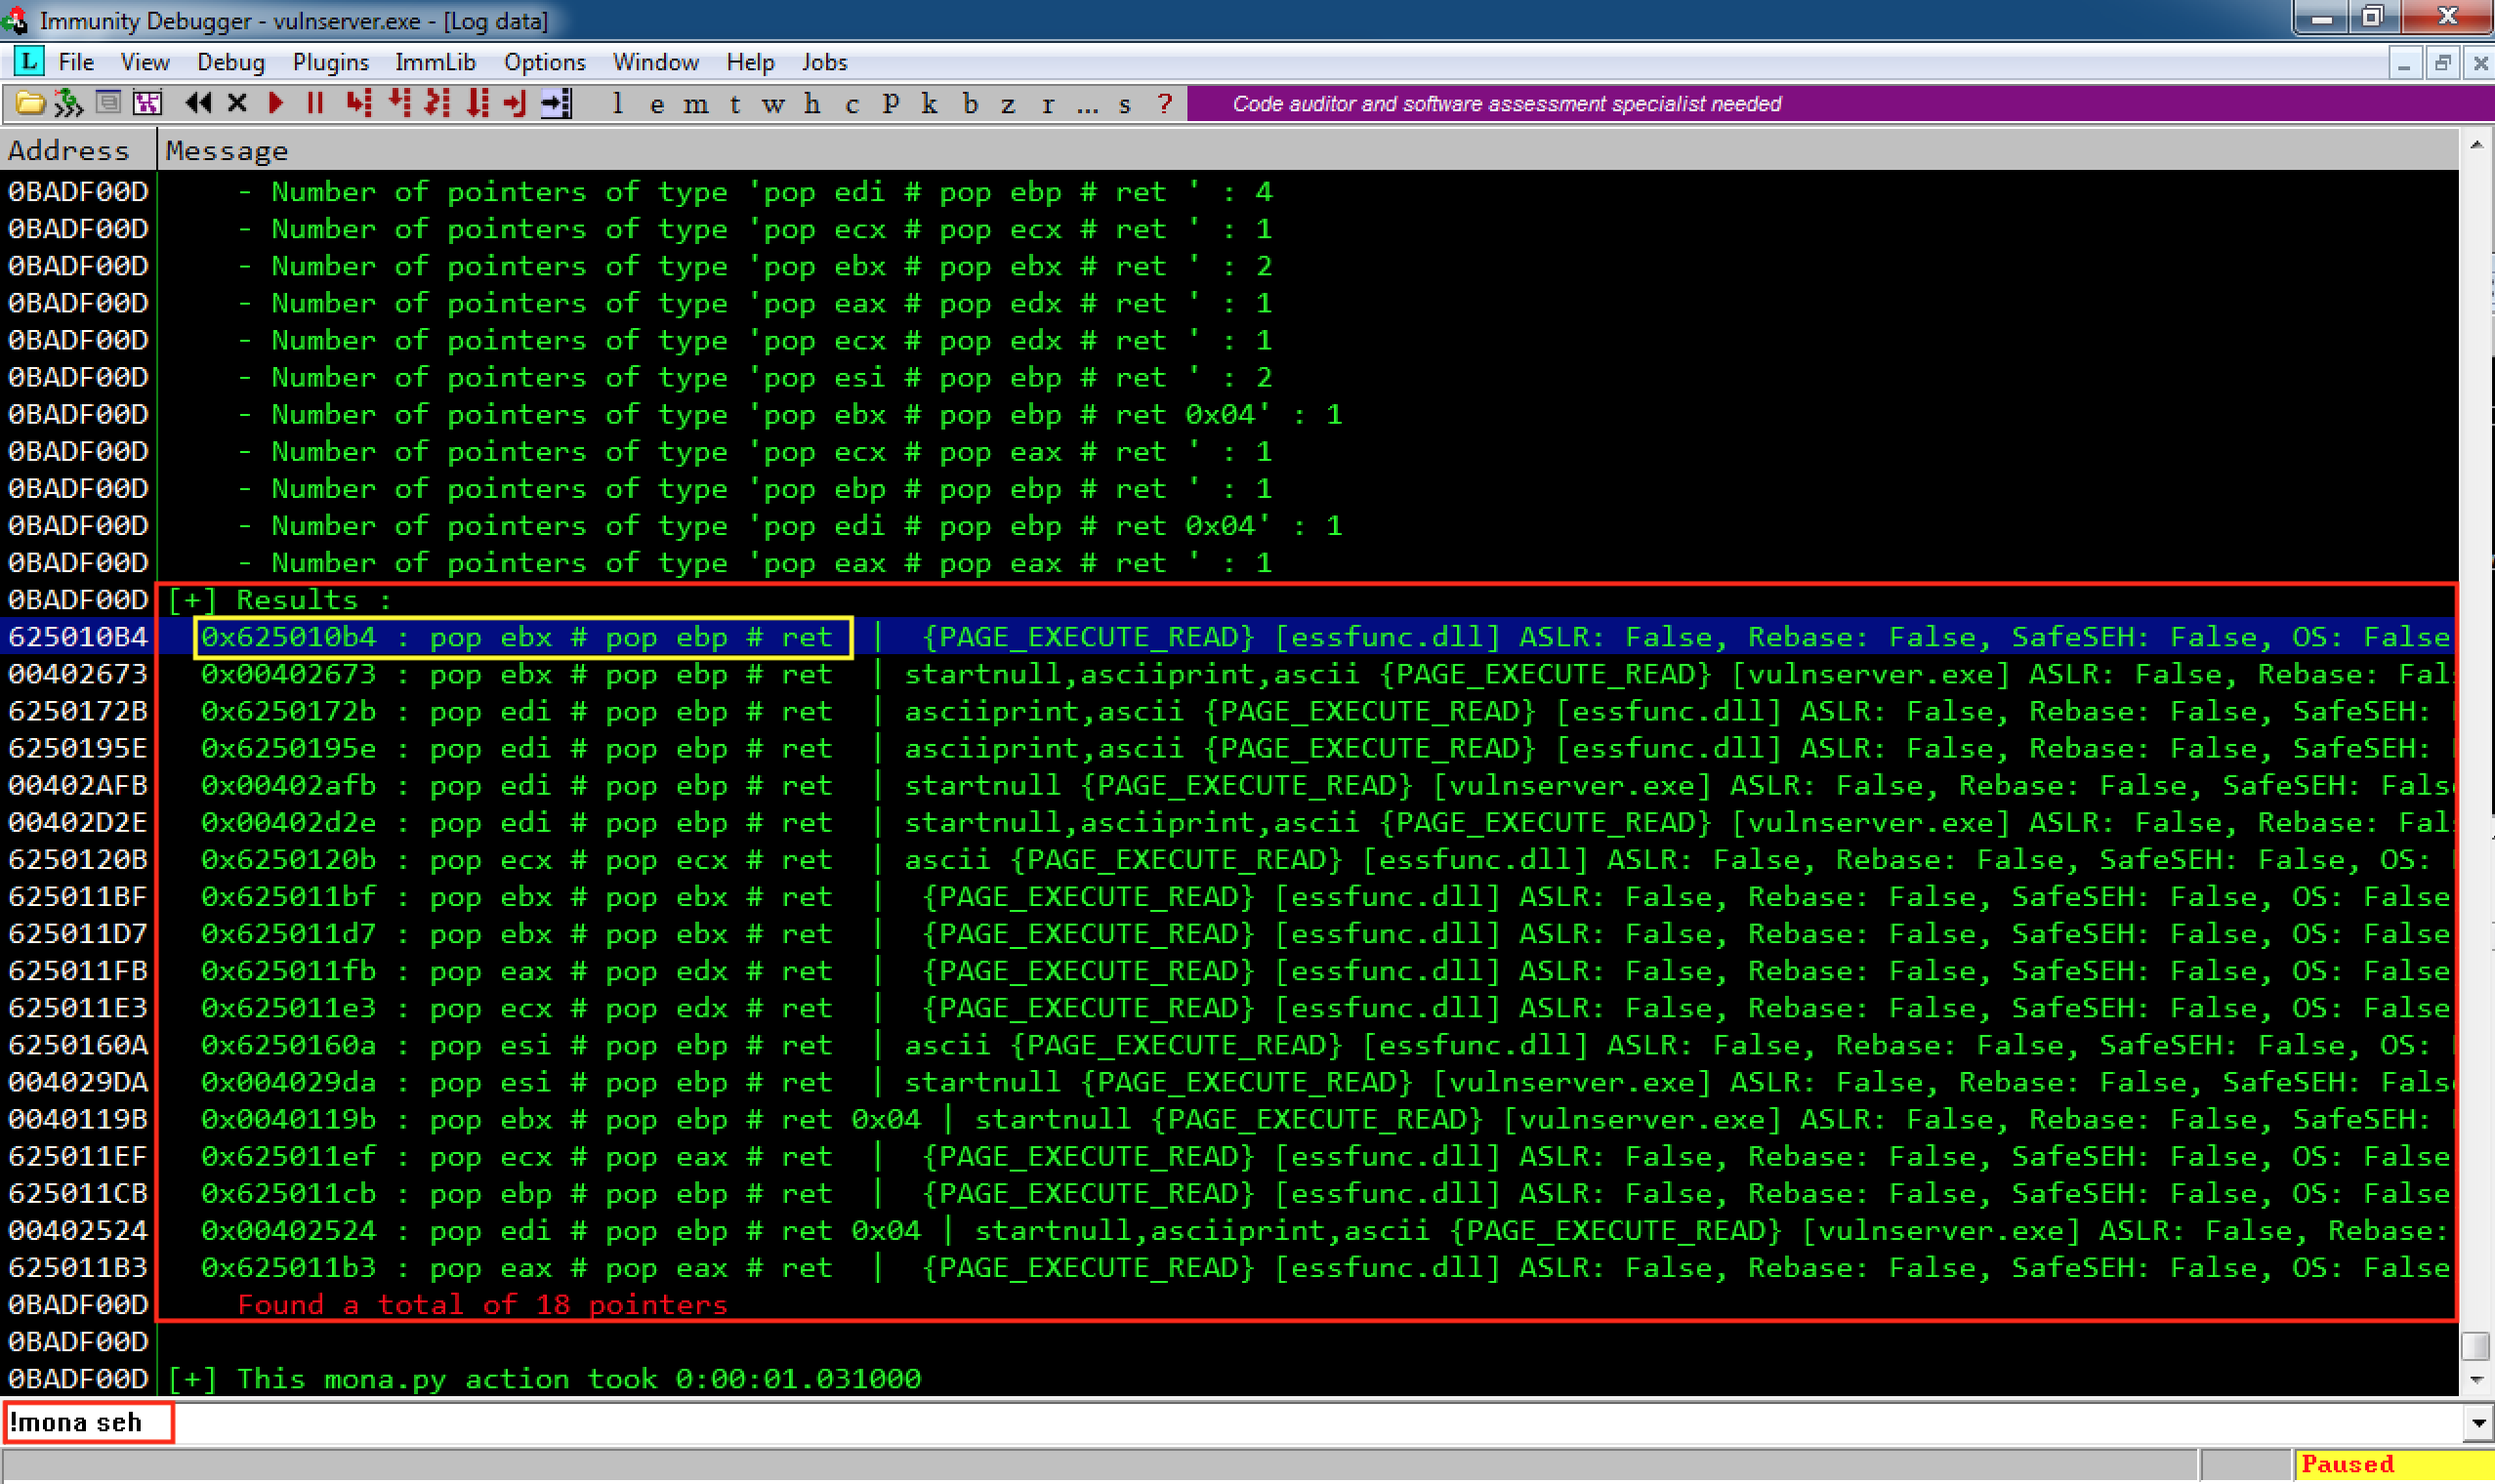 Immunity Debugger - vulnserver.exe - [Log data]
L File View Debug Plugins ImmLib Options Window Help Jobs
l e m t w h c P k b z r ... s ? Code auditor and software assessment specialist needed
Address Message
0BADF00D - Number of pointers of type 'pop edi # pop ebp # ret ' : 4
0BADF00D - Number of pointers of type 'pop ecx # pop ecx # ret ' : 1
0BADF00D - Number of pointers of type 'pop ebx # pop ebx # ret ' : 2
0BADF00D - Number of pointers of type 'pop eax # pop edx # ret ' : 1
0BADF00D - Number of pointers of type 'pop ecx # pop edx # ret ' : 1
0BADF00D - Number of pointers of type 'pop esi # pop ebp # ret ' : 2
0BADF00D - Number of pointers of type 'pop ebx # pop ebp # ret 0x04' : 1
0BADF00D - Number of pointers of type 'pop ecx # pop eax # ret ' : 1
0BADF00D - Number of pointers of type 'pop ebp # pop ebp # ret ' : 1
0BADF00D - Number of pointers of type 'pop edi # pop ebp # ret 0x04' : 1
0BADF00D - Number of pointers of type 'pop eax # pop eax # ret ' : 1
0BADF00D [+] Results :
625010B4 0x625010b4 : pop ebx # pop ebp # ret | {PAGE_EXECUTE_READ} [essfunc.dll] ASLR: False, Rebase: False, SafeSEH: False, OS: False
00402673 0x00402673 : pop ebx # pop ebp # ret | startnull,asciiprint,ascii {PAGE_EXECUTE_READ} [vulnserver.exe] ASLR: False, Rebase: Fal
6250172B 0x6250172b : pop edi # pop ebp # ret | asciiprint,ascii {PAGE_EXECUTE_READ} [essfunc.dll] ASLR: False, Rebase: False, SafeSEH:
6250195E 0x6250195e : pop edi # pop ebp # ret | asciiprint,ascii {PAGE_EXECUTE_READ} [essfunc.dll] ASLR: False, Rebase: False, SafeSEH:
00402AFB 0x00402afb : pop edi # pop ebp # ret | startnull {PAGE_EXECUTE_READ} [vulnserver.exe] ASLR: False, Rebase: False, SafeSEH: Fals
00402D2E 0x00402d2e : pop edi # pop ebp # ret | startnull,asciiprint,ascii {PAGE_EXECUTE_READ} [vulnserver.exe] ASLR: False, Rebase: Fal
6250120B 0x6250120b : pop ecx # pop ecx # ret | ascii {PAGE_EXECUTE_READ} [essfunc.dll] ASLR: False, Rebase: False, SafeSEH: False, OS:
625011BF 0x625011bf : pop ebx # pop ebx # ret | {PAGE_EXECUTE_READ} [essfunc.dll] ASLR: False, Rebase: False, SafeSEH: False, OS: False
625011D7 0x625011d7 : pop ebx # pop ebx # ret | {PAGE_EXECUTE_READ} [essfunc.dll] ASLR: False, Rebase: False, SafeSEH: False, OS: False
625011FB 0x625011fb : pop eax # pop edx # ret | {PAGE_EXECUTE_READ} [essfunc.dll] ASLR: False, Rebase: False, SafeSEH: False, OS: False
625011E3 0x625011e3 : pop ecx # pop edx # ret | {PAGE_EXECUTE_READ} [essfunc.dll] ASLR: False, Rebase: False, SafeSEH: False, OS: False
6250160A 0x6250160a : pop esi # pop ebp # ret | ascii {PAGE_EXECUTE_READ} [essfunc.dll] ASLR: False, Rebase: False, SafeSEH: False, OS:
004029DA 0x004029da : pop esi # pop ebp # ret | startnull {PAGE_EXECUTE_READ} [vulnserver.exe] ASLR: False, Rebase: False, SafeSEH: Fals
0040119B 0x0040119b : pop ebx # pop ebp # ret 0x04 | startnull {PAGE_EXECUTE_READ} [vulnserver.exe] ASLR: False, Rebase: False, SafeSEH:
625011EF 0x625011ef : pop ecx # pop eax # ret | {PAGE_EXECUTE_READ} [essfunc.dll] ASLR: False, Rebase: False, SafeSEH: False, OS: False
625011CB 0x625011cb : pop ebp # pop ebp # ret | {PAGE_EXECUTE_READ} [essfunc.dll] ASLR: False, Rebase: False, SafeSEH: False, OS: False
00402524 0x00402524 : pop edi # pop ebp # ret 0x04 | startnull,asciiprint,ascii {PAGE_EXECUTE_READ} [vulnserver.exe] ASLR: False, Rebase:
625011B3 0x625011b3 : pop eax # pop eax # ret | {PAGE_EXECUTE_READ} [essfunc.dll] ASLR: False, Rebase: False, SafeSEH: False, OS: False
0BADF00D Found a total of 18 pointers
0BADF00D
0BADF00D [+] This mona.py action took 0:00:01.031000
!mona seh
Paused